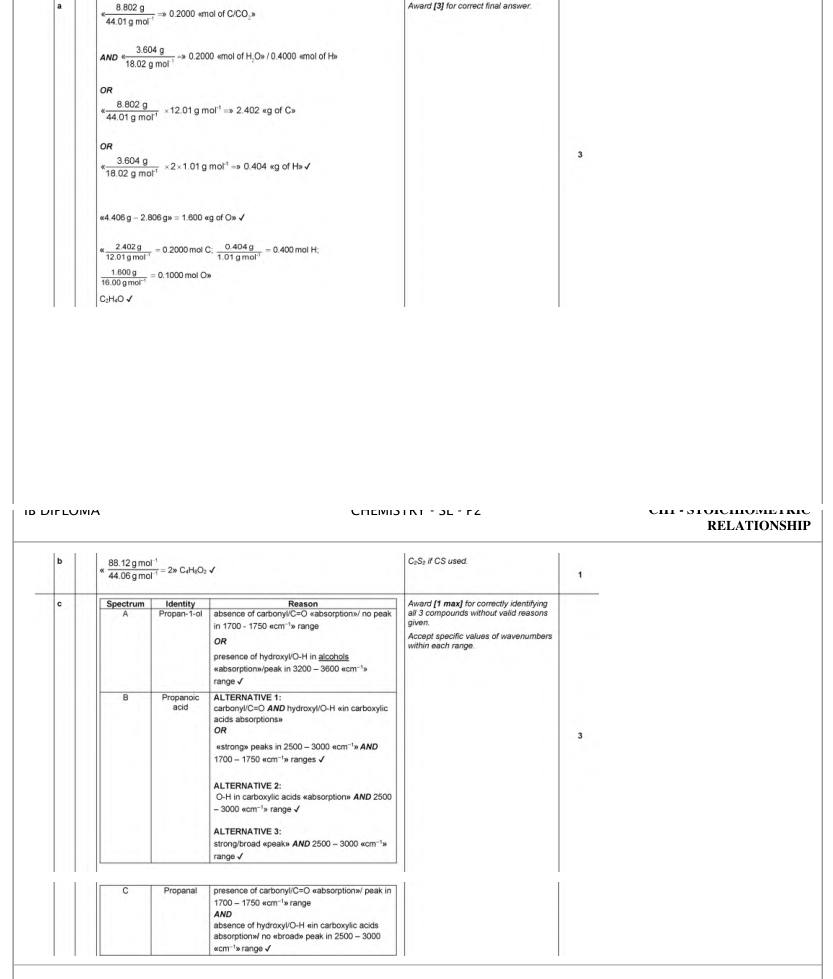 a
« 8.802 g / 44.01 g mol⁻¹ =» 0.2000 «mol of C/CO₂»
Award [3] for correct final answer.
AND « 3.604 g / 18.02 g mol⁻¹ =» 0.2000 «mol of H₂O» / 0.4000 «mol of H»
OR
« 8.802 g / 44.01 g mol⁻¹ × 12.01 g mol⁻¹ =» 2.402 «g of C»
OR
« 3.604 g / 18.02 g mol⁻¹ × 2 × 1.01 g mol⁻¹ =» 0.404 «g of H» ✓
3
«4.406 g – 2.806 g» = 1.600 «g of O» ✓
« 2.402 g / 12.01 g mol⁻¹ = 0.2000 mol C; 0.404 g / 1.01 g mol⁻¹ = 0.400 mol H;
1.600 g / 16.00 g mol⁻¹ = 0.1000 mol O»
C₂H₄O ✓
IB DIPLOMA
CHEMISTRY - SL - P2
CH1 - STOICHIOMETRIC
RELATIONSHIP
b
« 88.12 g mol⁻¹ / 44.06 g mol⁻¹ = 2» C₄H₈O₂ ✓
C₈S₂ if CS used.
1
c
Spectrum Identity Reason
A Propan-1-ol absence of carbonyl/C=O «absorption»/ no peak
in 1700 - 1750 «cm⁻¹» range
OR
presence of hydroxyl/O-H in alcohols
«absorption»/peak in 3200 – 3600 «cm⁻¹»
range ✓
Award [1 max] for correctly identifying
all 3 compounds without valid reasons
given.
Accept specific values of wavenumbers
within each range.
B Propanoic
acid
ALTERNATIVE 1:
carbonyl/C=O AND hydroxyl/O-H «in carboxylic
acids absorptions»
OR
«strong» peaks in 2500 – 3000 «cm⁻¹» AND
1700 – 1750 «cm⁻¹» ranges ✓
3
ALTERNATIVE 2:
O-H in carboxylic acids «absorption» AND 2500
– 3000 «cm⁻¹» range ✓
ALTERNATIVE 3:
strong/broad «peak» AND 2500 – 3000 «cm⁻¹»
range ✓
C Propanal presence of carbonyl/C=O «absorption»/ peak in
1700 – 1750 «cm⁻¹» range
AND
absence of hydroxyl/O-H «in carboxylic acids
absorption»/ no «broad» peak in 2500 – 3000
«cm⁻¹» range ✓